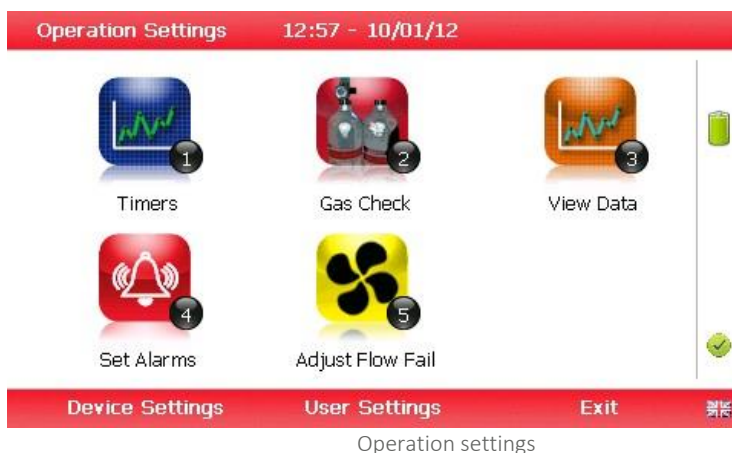 Operation Settings 12:57 - 10/01/12
1 2 3
Timers Gas Check View Data
4 5
Set Alarms Adjust Flow Fail
Device Settings User Settings Exit
Operation settings